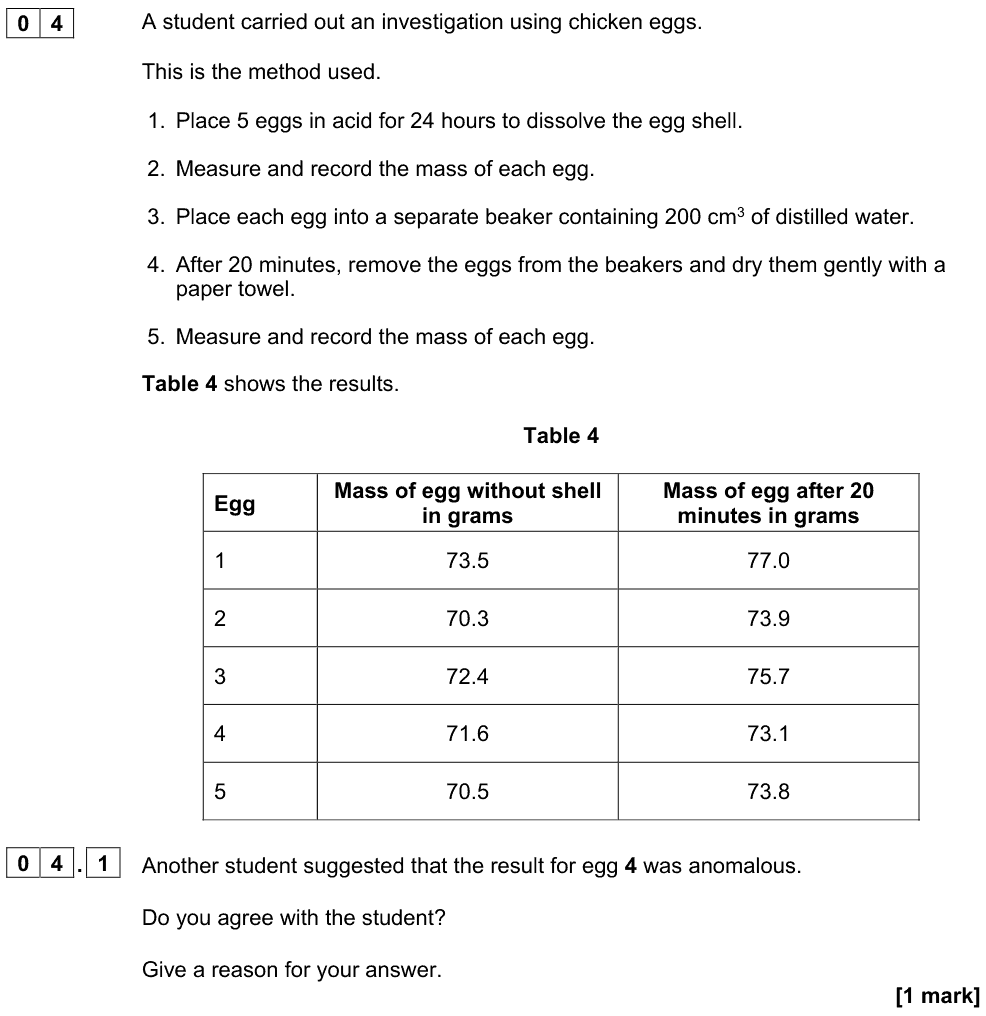 0 4 A student carried out an investigation using chicken eggs.
This is the method used.
1. Place 5 eggs in acid for 24 hours to dissolve the egg shell.
2. Measure and record the mass of each egg.
3. Place each egg into a separate beaker containing 200 cm³ of distilled water.
4. After 20 minutes, remove the eggs from the beakers and dry them gently with a
paper towel.
5. Measure and record the mass of each egg.
Table 4 shows the results.
Table 4
Egg Mass of egg without shell in grams Mass of egg after 20 minutes in grams
1 73.5 77.0
2 70.3 73.9
3 72.4 75.7
4 71.6 73.1
5 70.5 73.8
0 4 . 1 Another student suggested that the result for egg 4 was anomalous.
Do you agree with the student?
Give a reason for your answer.
[1 mark]